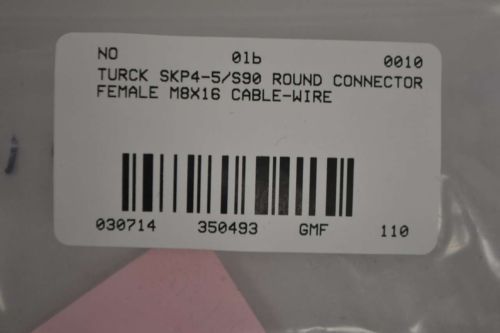 NO 01b 0010
TURCK SKP4-5/S90 ROUND CONNECTOR
FEMALE M8X16 CABLE-WIRE
030714 350493 GMF 110